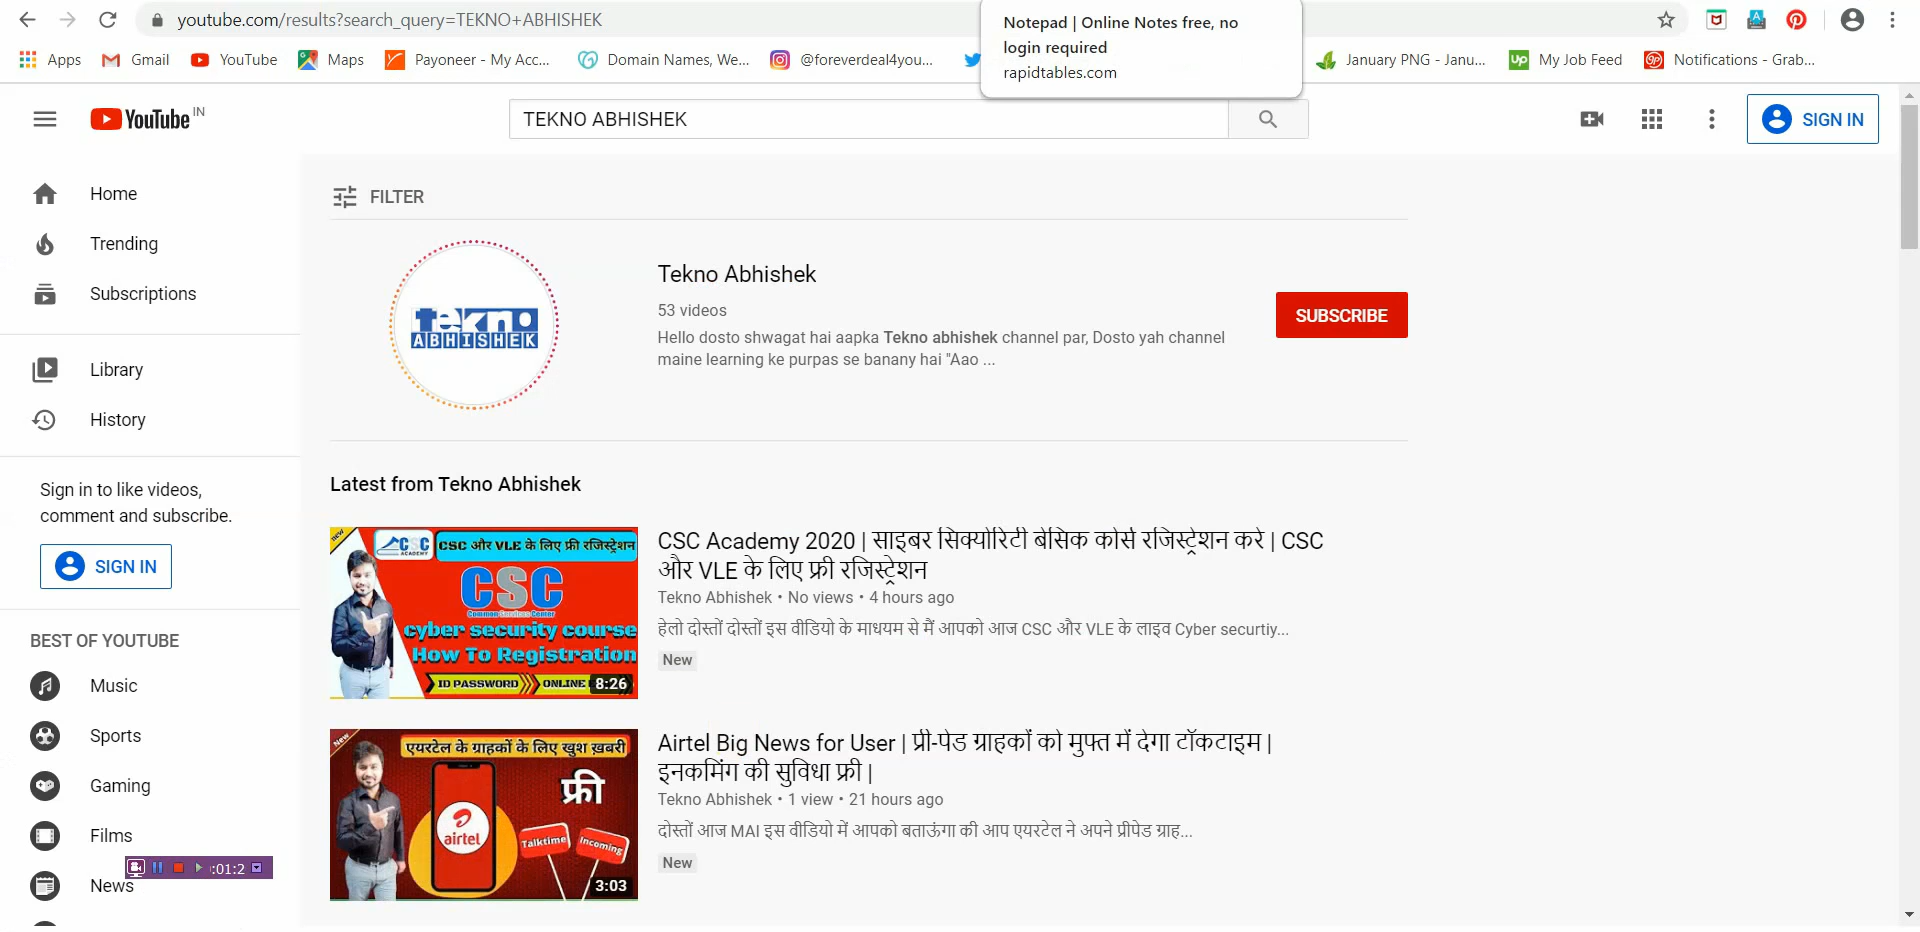 youtube.com/results?search_query=TEKNO+ABHISHEK
Notepad | Online Notes free, no
login required
rapidtables.com
Apps
Gmail
YouTube
Maps
Payoneer - My Acc...
Domain Names, We...
@foreverdeal4you...
January PNG - Janu...
Up
My Job Feed
Notifications - Grab...
YouTube IN
TEKNO ABHISHEK
SIGN IN
Home
Trending
Subscriptions
Library
History
Sign in to like videos,
comment and subscribe.
SIGN IN
BEST OF YOUTUBE
Music
Sports
Gaming
Films
:01:2
News
FILTER
tekno
ABHISHEK
Tekno Abhishek
53 videos
Hello dosto shwagat hai aapka Tekno abhishek channel par, Dosto yah channel
maine learning ke purpas se banany hai "Aao ...
SUBSCRIBE
Latest from Tekno Abhishek
New
CSC
ACADEMY
CSC और VLE के लिए फ्री रजिस्ट्रेशन
CSC
Common Services Center
cyber security course
How To Registration
ID PASSWORD
ONLINE
8:26
CSC Academy 2020 | साइबर सिक्योरिटी बेसिक कोर्स रजिस्ट्रेशन करे | CSC
और VLE के लिए फ्री रजिस्ट्रेशन
Tekno Abhishek • No views • 4 hours ago
हेलो दोस्तों दोस्तों इस वीडियो के माध्यम से मैं आपको आज CSC और VLE के लाइव Cyber securtiy...
New
New
एयरटेल के ग्राहकों के लिए खुश ख़बरी
फ्री
airtel
Talktime
Incoming
3:03
Airtel Big News for User | प्री-पेड ग्राहकों को मुफ्त में देगा टॉकटाइम |
इनकमिंग की सुविधा फ्री |
Tekno Abhishek • 1 view • 21 hours ago
दोस्तों आज MAI इस वीडियो में आपको बताऊंगा की आप एयरटेल ने अपने प्रीपेड ग्राह...
New